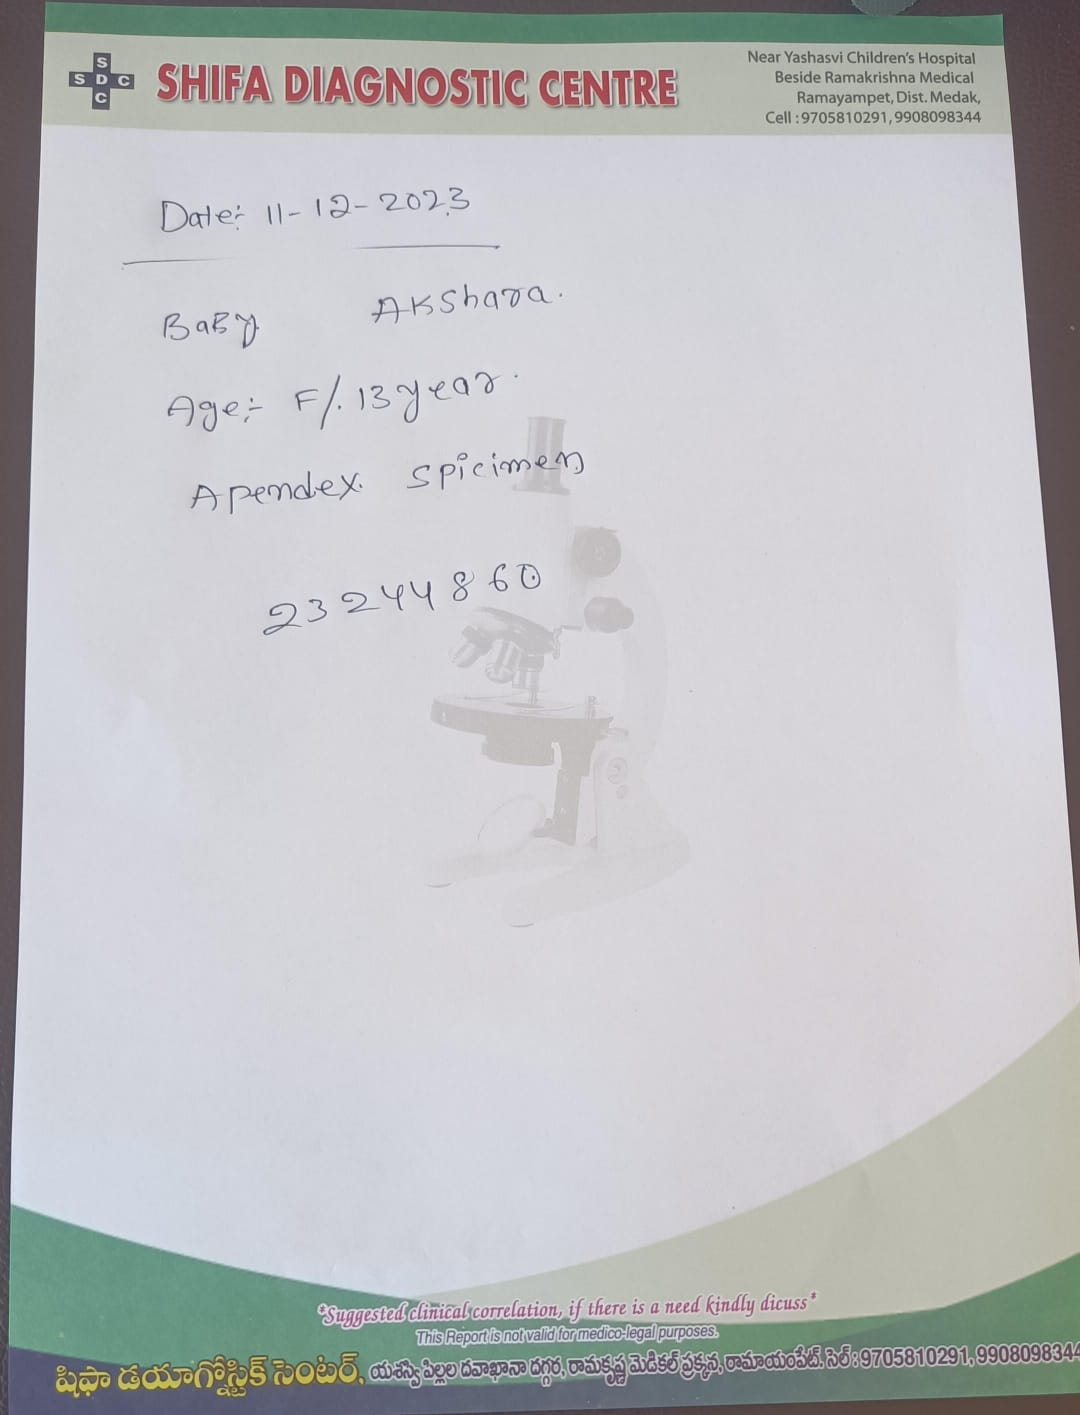 S
SDC
C
SHIFA DIAGNOSTIC CENTRE
Near Yashasvi Children's Hospital
Beside Ramakrishna Medical
Ramayampet, Dist. Medak,
Cell :9705810291, 9908098344
Date:- 11-12-2023
BaBy AKShara.
Age:- F/. 13 year.
Apendex. Spicimen
23244860
*Suggested clinical correlation, if there is a need kindly dicuss*
This Report is not valid for medico-legal purposes.
షిఫా డయాగ్నోస్టిక్ సెంటర్, యశస్వి పిల్లల దవాఖానా దగ్గర, రామకృష్ణ మెడికల్ ప్రక్కన, రామాయంపేట్. సెల్: 9705810291, 9908098344